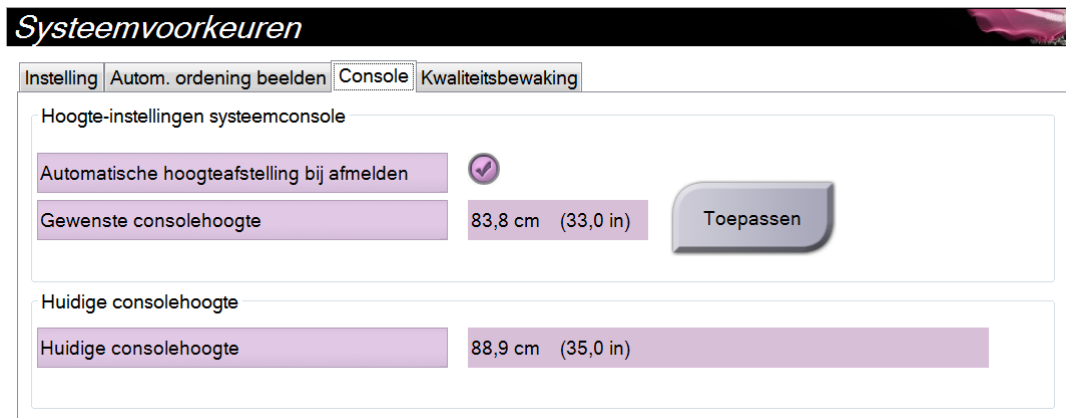 Systeemvoorkeuren
Instelling Autom. ordening beelden Console Kwaliteitsbewaking
Hoogte-instellingen systeemconsole
Automatische hoogteafstelling bij afmelden
Gewenste consolehoogte 83,8 cm (33,0 in) Toepassen
Huidige consolehoogte
Huidige consolehoogte 88,9 cm (35,0 in)